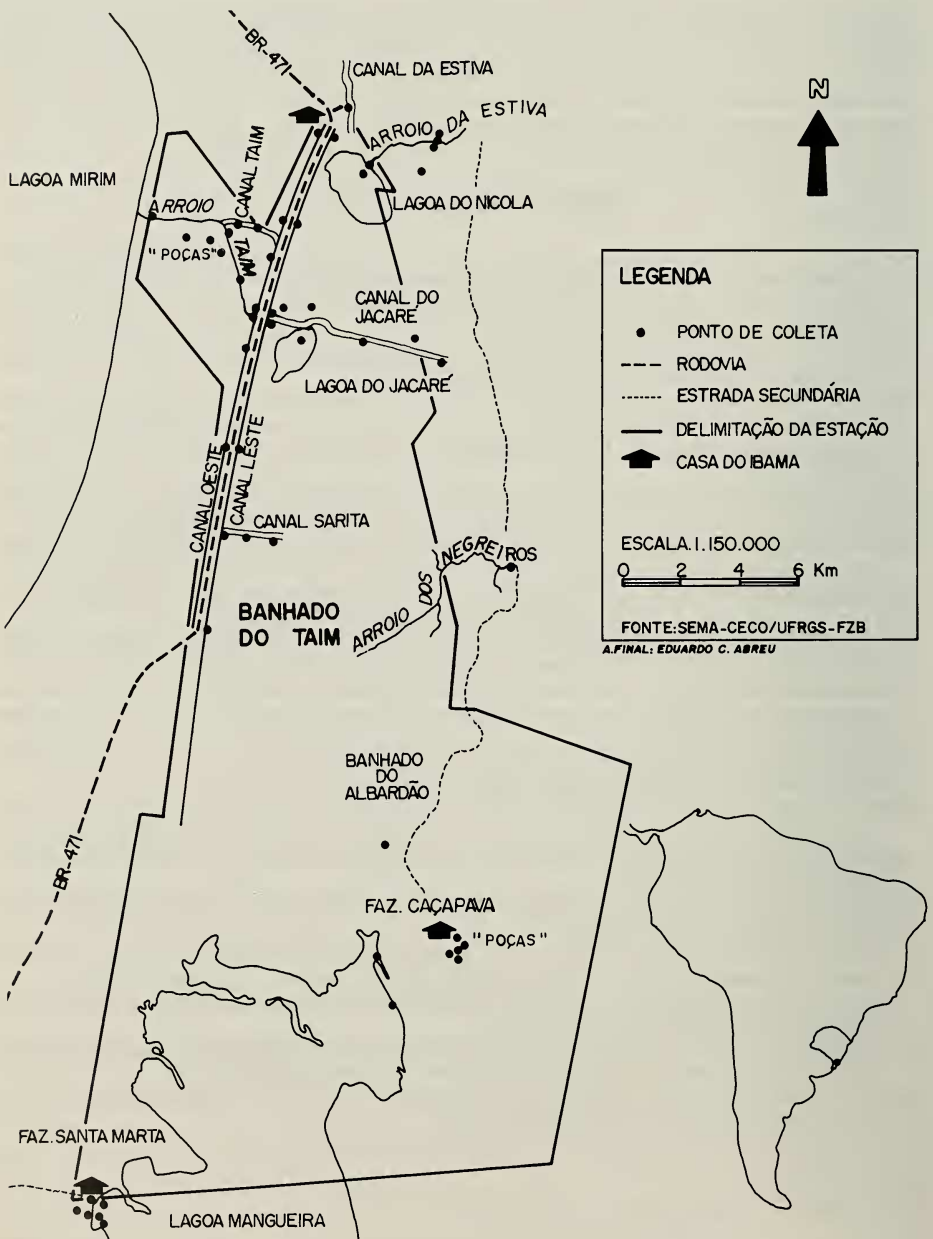 BR-471
CANAL DA ESTIVA
N
ARROIO DA ESTIVA
CANAL TAIM
LAGOA MIRIM
ARROIO TAIM
LAGOA DO NICOLA
"POÇAS"
CANAL DO
JACARÉ
LAGOA DO JACARÉ
CANAL OESTE
CANAL LESTE
CANAL SARITA
ARROIO DOS NEGREIROS
BANHADO
DO TAIM
BANHADO
DO
ALBARDÃO
BR-471
FAZ. CAÇAPAVA
"POÇAS"
FAZ. SANTA MARTA
LAGOA MANGUEIRA
LEGENDA
PONTO DE COLETA
RODOVIA
ESTRADA SECUNDÁRIA
DELIMITAÇÃO DA ESTAÇÃO
CASA DO IBAMA
ESCALA.1.150.000
0 2 4 6 Km
FONTE:SEMA-CECO/UFRGS-FZB
A.FINAL: EDUARDO C. ABREU